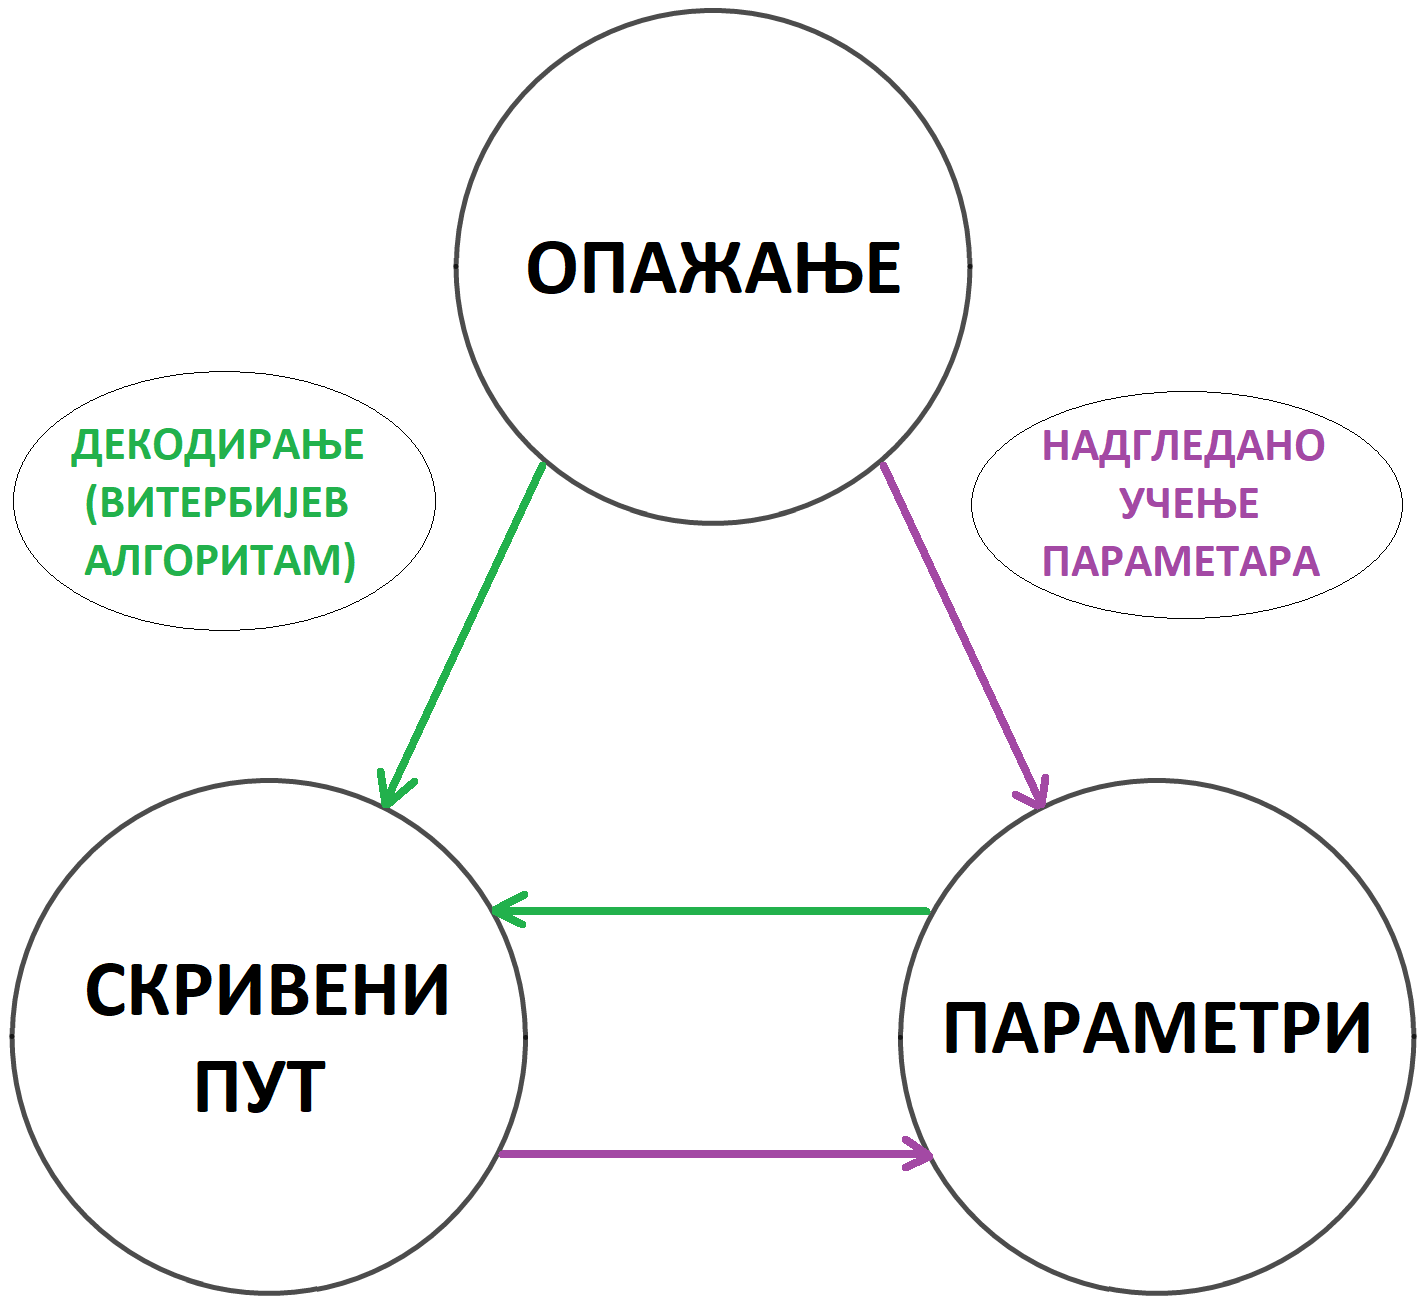 ОПАЖАЊЕ
ДЕКОДИРАЊЕ
(ВИТЕРБИЈЕВ
АЛГОРИТАМ)
НАДГЛЕДАНО
УЧЕЊЕ
ПАРАМЕТАРА
СКРИВЕНИ
ПУТ
ПАРАМЕТРИ